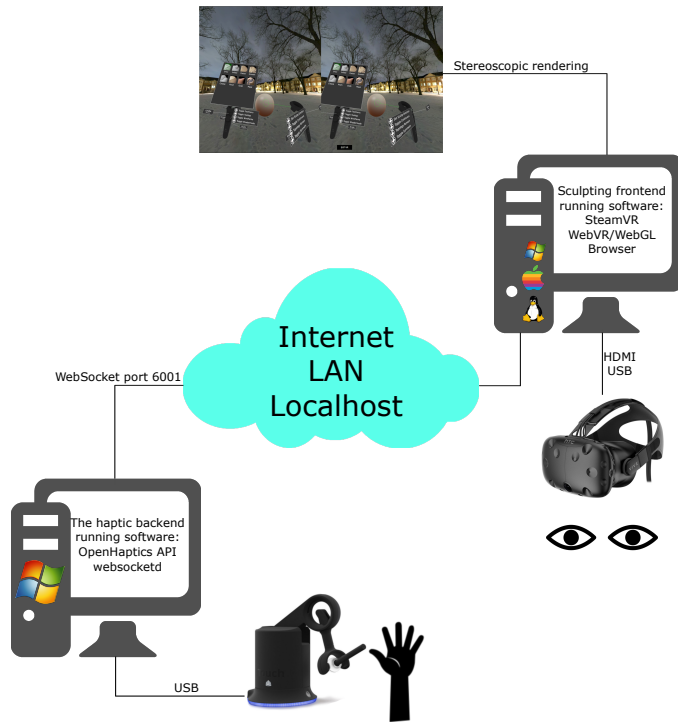 Stereoscopic rendering
Sculpting frontend
running software:
SteamVR
WebVR/WebGL
Browser
Internet
LAN
Localhost
HDMI
USB
WebSocket port 6001
The haptic backend
running software:
OpenHaptics API
websocketd
USB